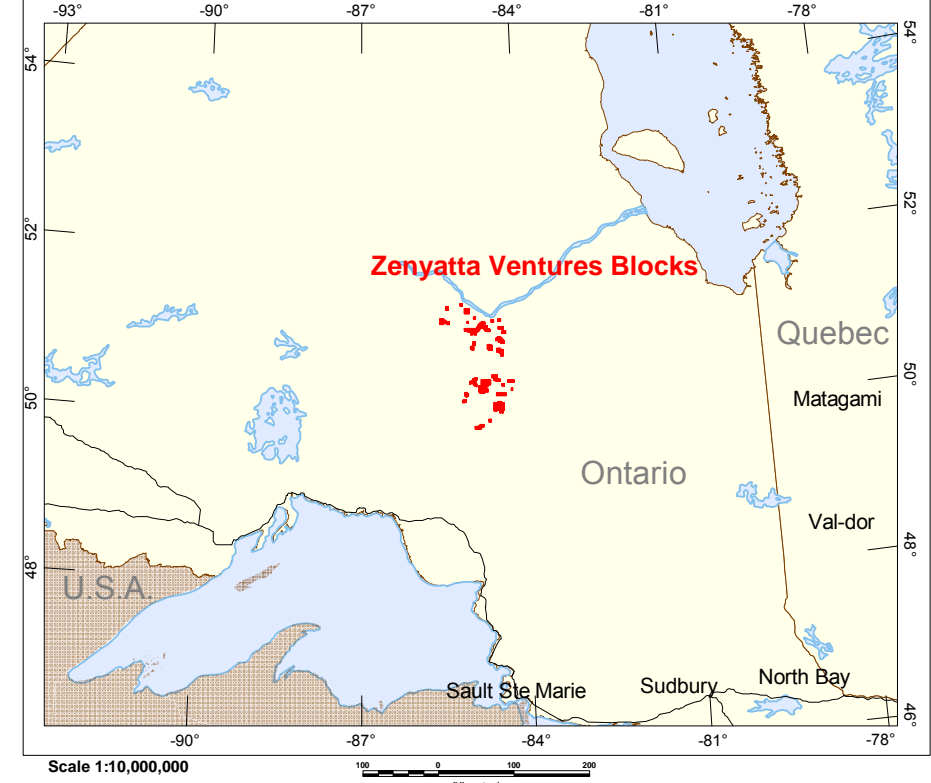 -93° -90° -87° -84° -81° -78°
54° 54°
52° 52°
Zenyatta Ventures Blocks
Quebec
50° 50°
Matagami
Ontario
Val-dor
48° 48°
U.S.A.
North Bay
Sudbury
Sault Ste Marie
46°
-90° -87° -84° -81° -78°
Scale 1:10,000,000
100 0 100 200